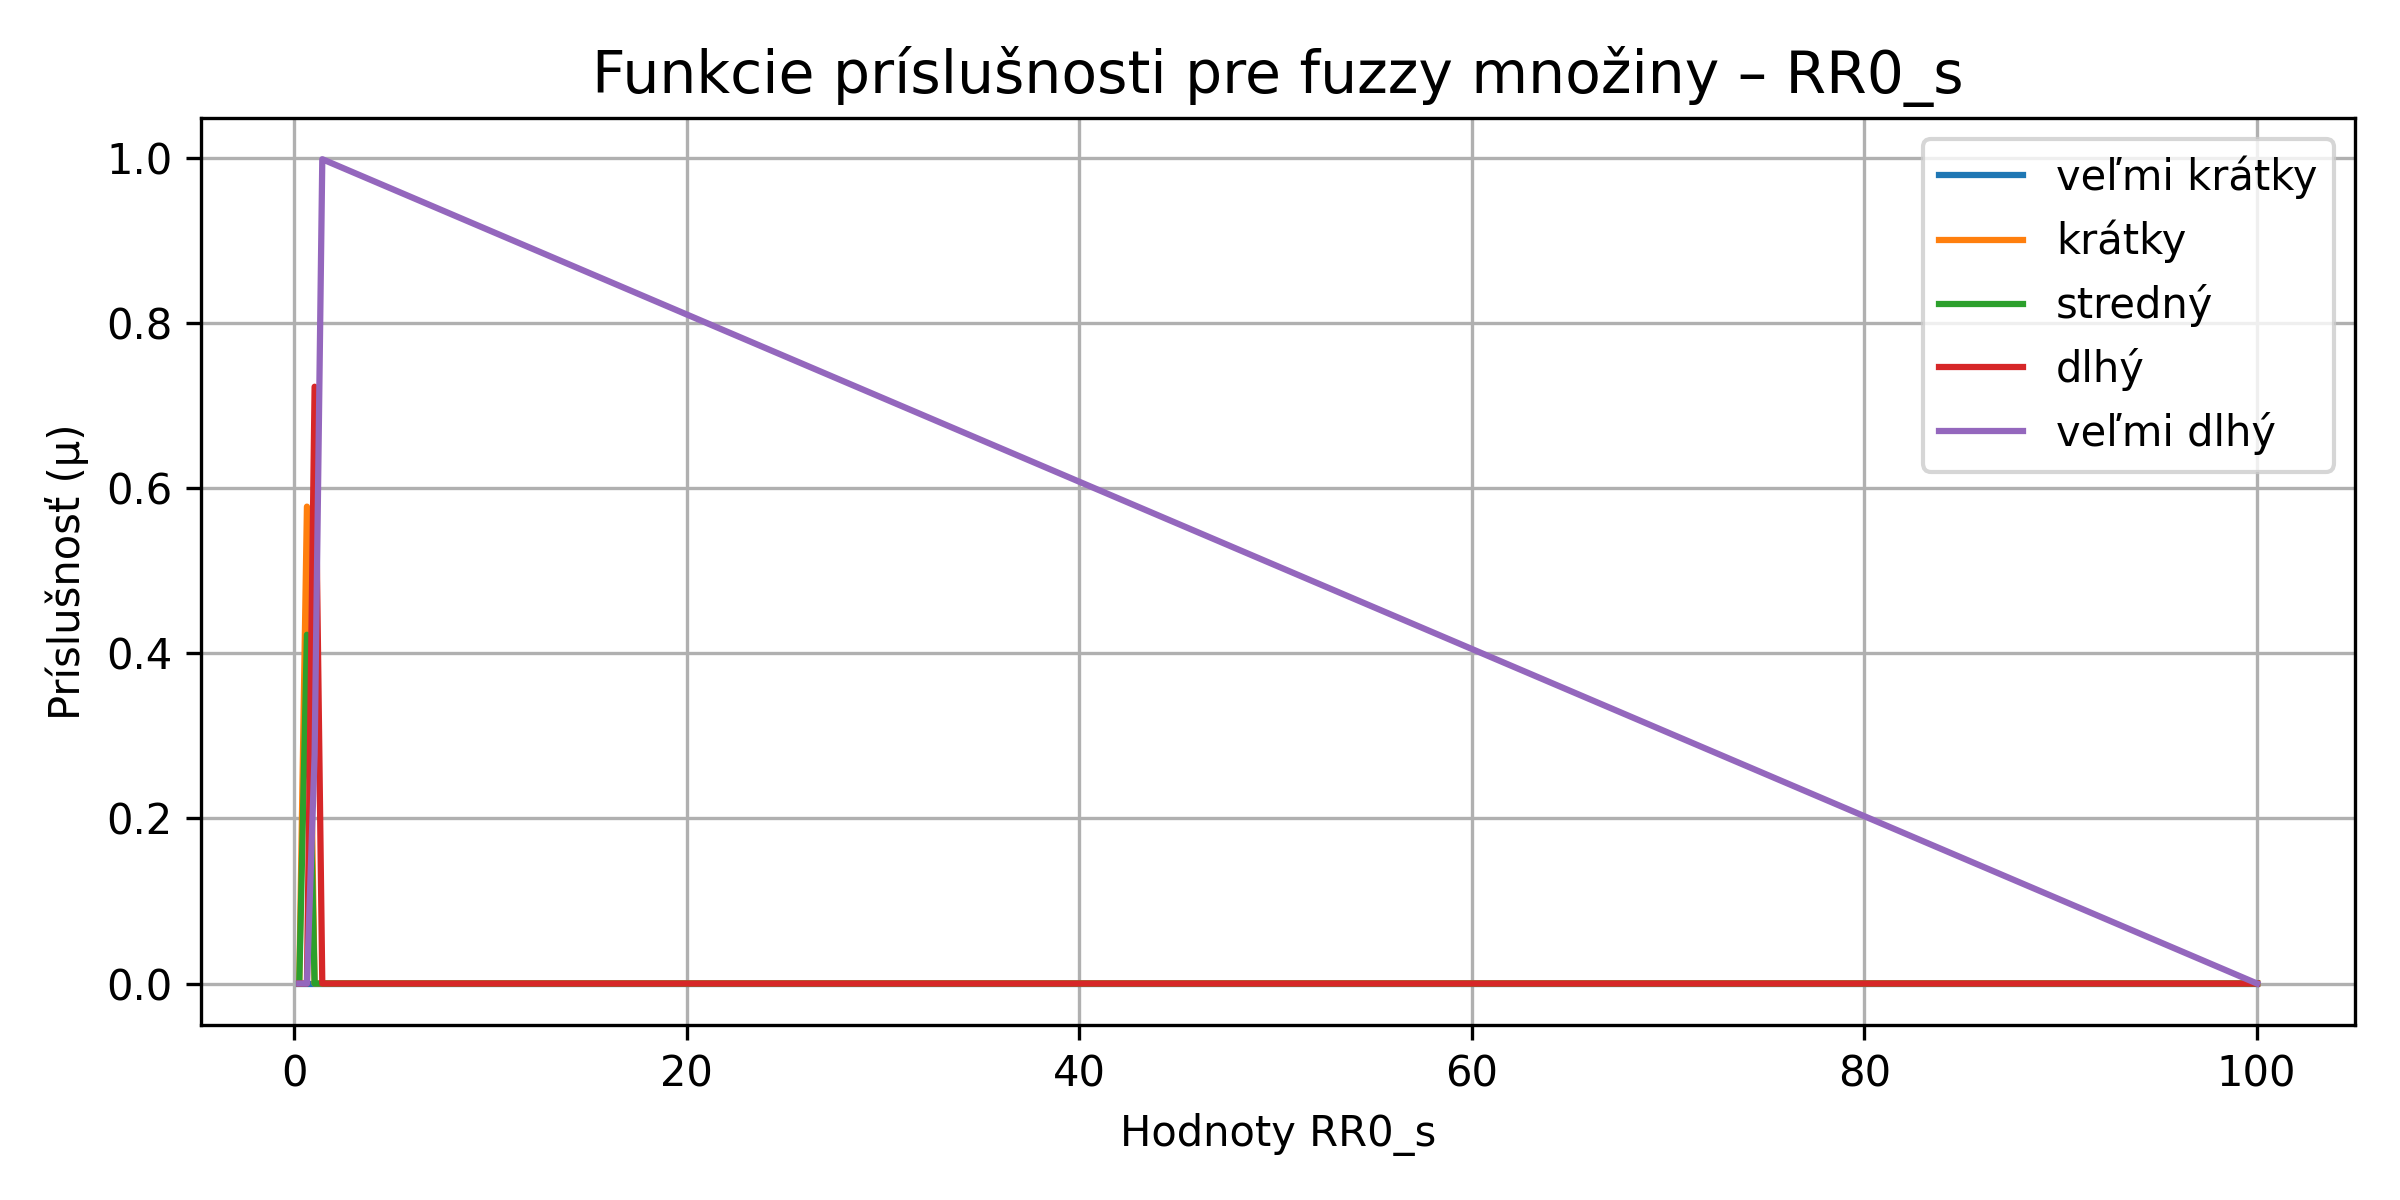 Funkcie príslušnosti pre fuzzy množiny – RR0_s
Príslušnosť (μ)
1.0
0.8
0.6
0.4
0.2
0.0
veľmi krátky
krátky
stredný
dlhý
veľmi dlhý
0 20 40 60 80 100
Hodnoty RR0_s